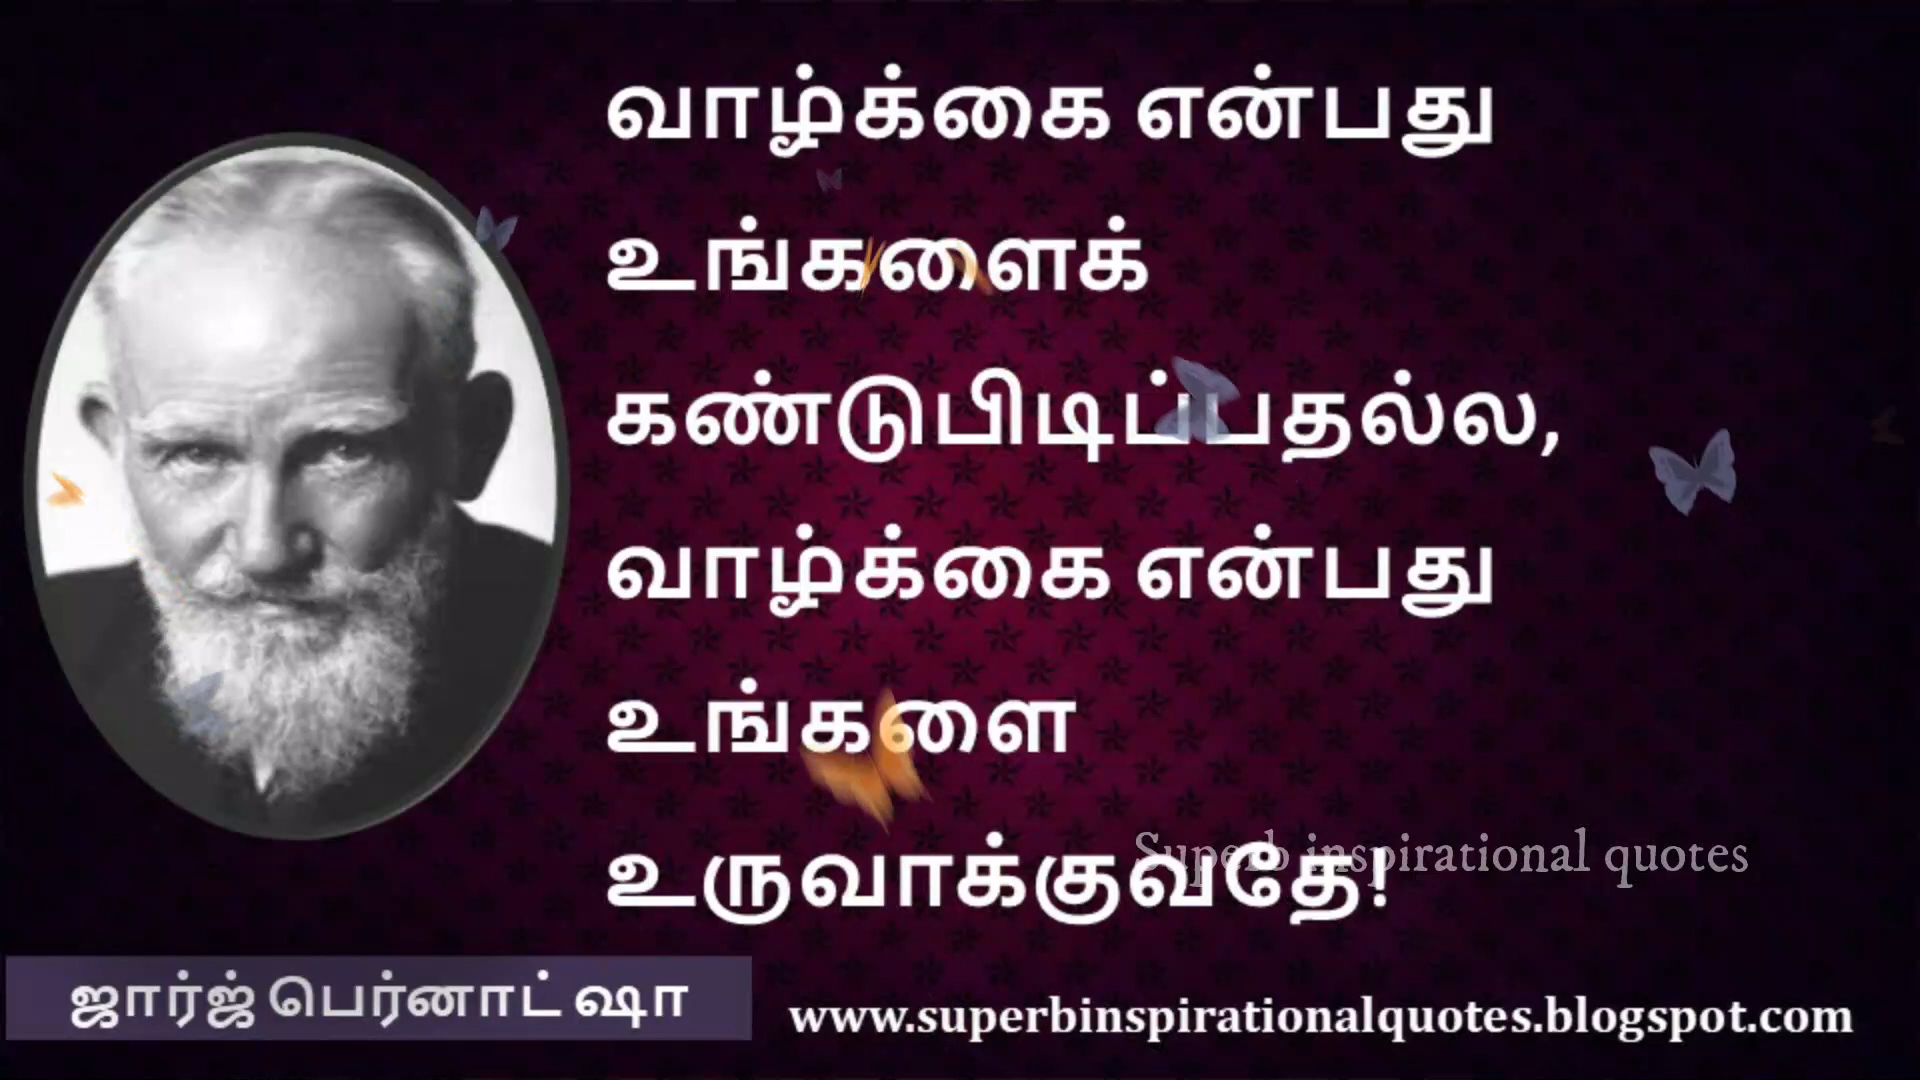 வாழ்க்கை என்பது
உங்களைக்
கண்டுபிடிப்பதல்ல,
வாழ்க்கை என்பது
உங்களை
உருவாக்குவதே!
Superb inspirational quotes
ஜார்ஜ் பெர்னாட் ஷா
www.superbinspirationalquotes.blogspot.com